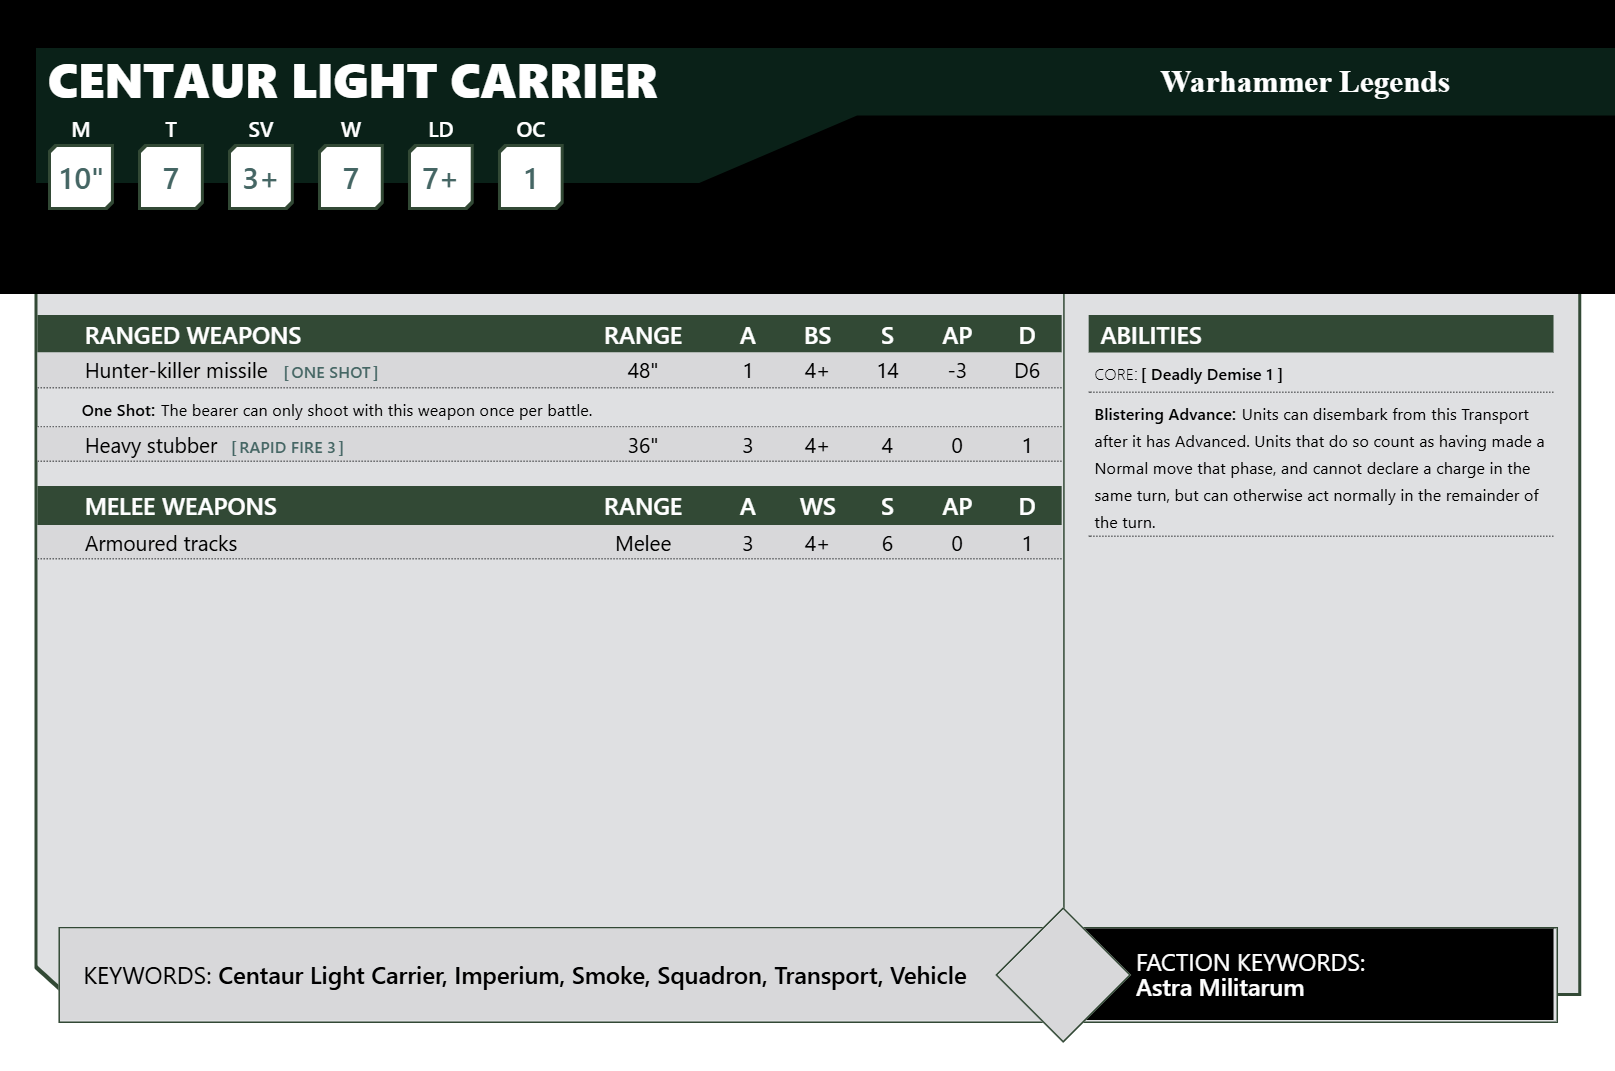 CENTAUR LIGHT CARRIER
Warhammer Legends
M T SV W LD OC
10" 7 3+ 7 7+ 1
RANGED WEAPONS RANGE A BS S AP D
Hunter-killer missile [ONE SHOT] 48" 1 4+ 14 -3 D6
One Shot: The bearer can only shoot with this weapon once per battle.
Heavy stubber [RAPID FIRE 3] 36" 3 4+ 4 0 1
MELEE WEAPONS RANGE A WS S AP D
Armoured tracks Melee 3 4+ 6 0 1
ABILITIES
CORE: [ Deadly Demise 1 ]
Blistering Advance: Units can disembark from this Transport
after it has Advanced. Units that do so count as having made a
Normal move that phase, and cannot declare a charge in the
same turn, but can otherwise act normally in the remainder of
the turn.
KEYWORDS: Centaur Light Carrier, Imperium, Smoke, Squadron, Transport, Vehicle
FACTION KEYWORDS:
Astra Militarum